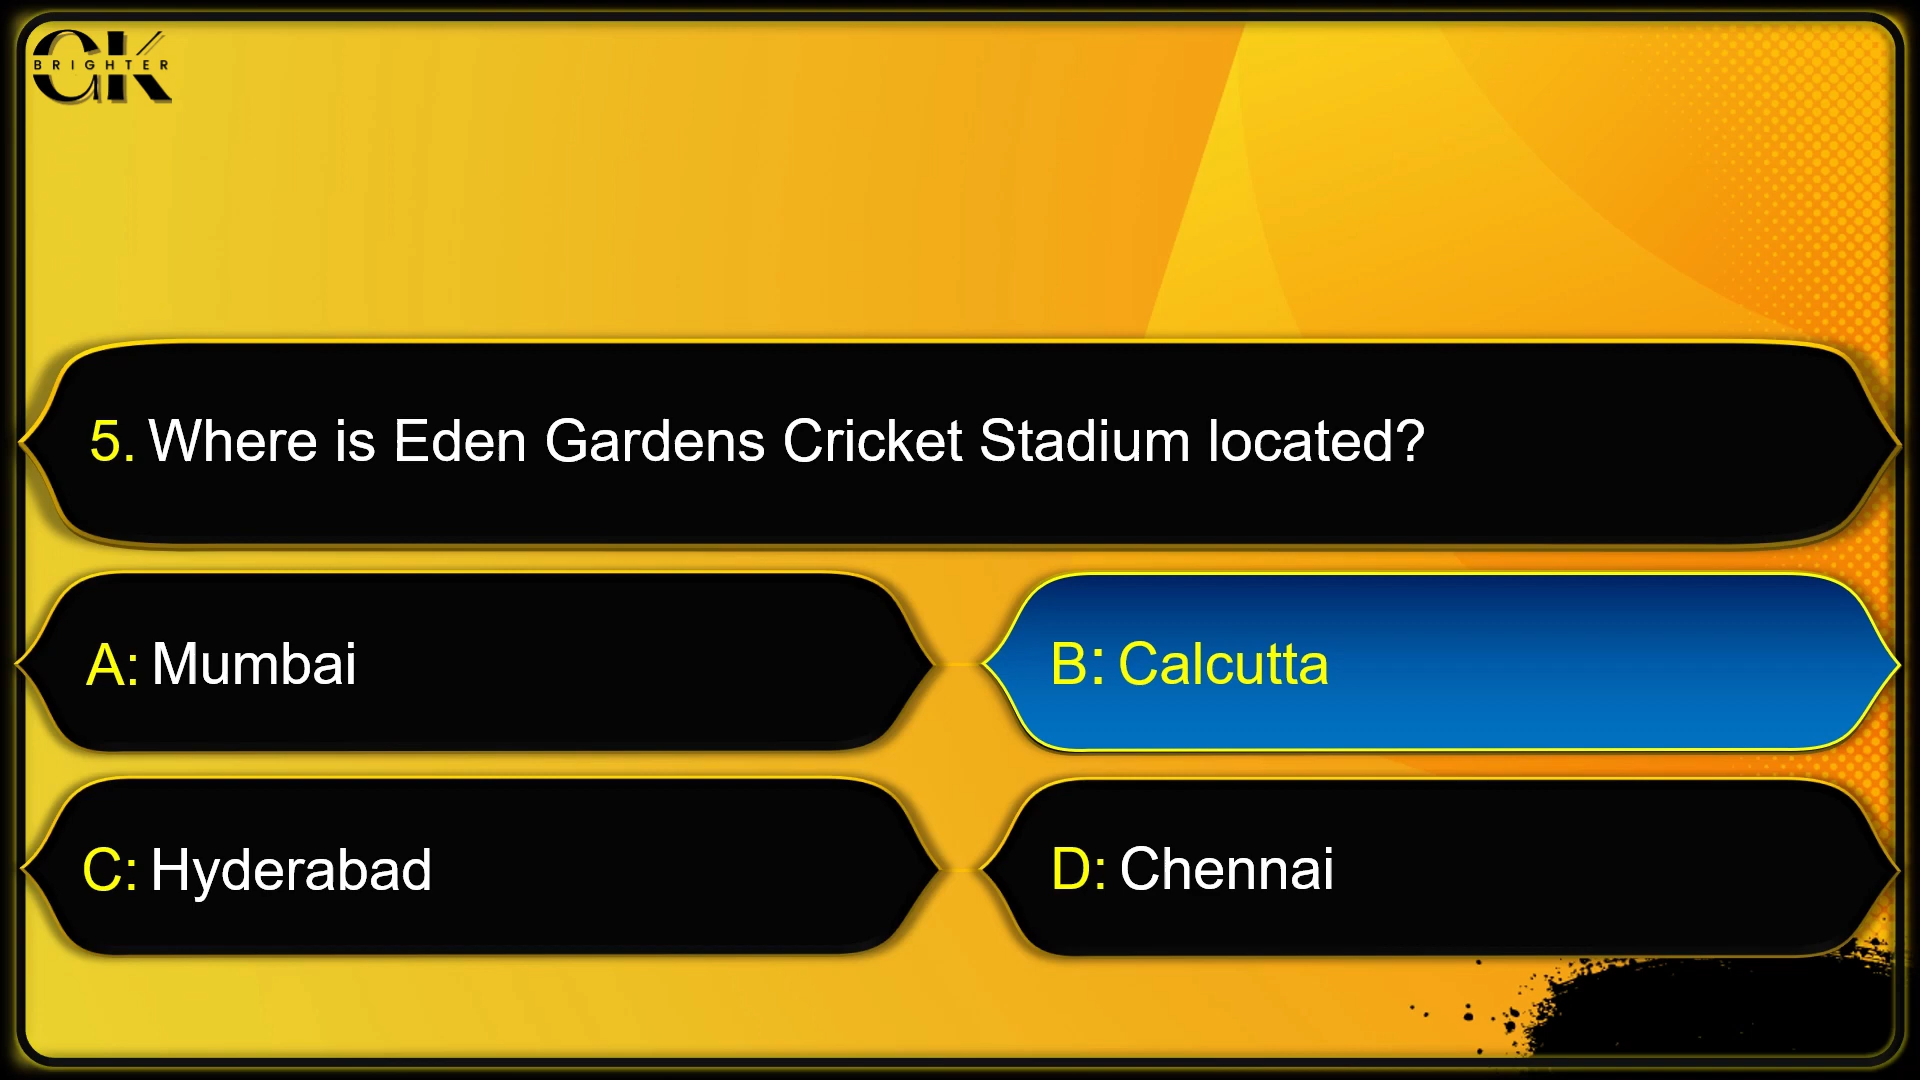 GK
BRIGHTER
5. Where is Eden Gardens Cricket Stadium located?
A: Mumbai
B: Calcutta
C: Hyderabad
D: Chennai